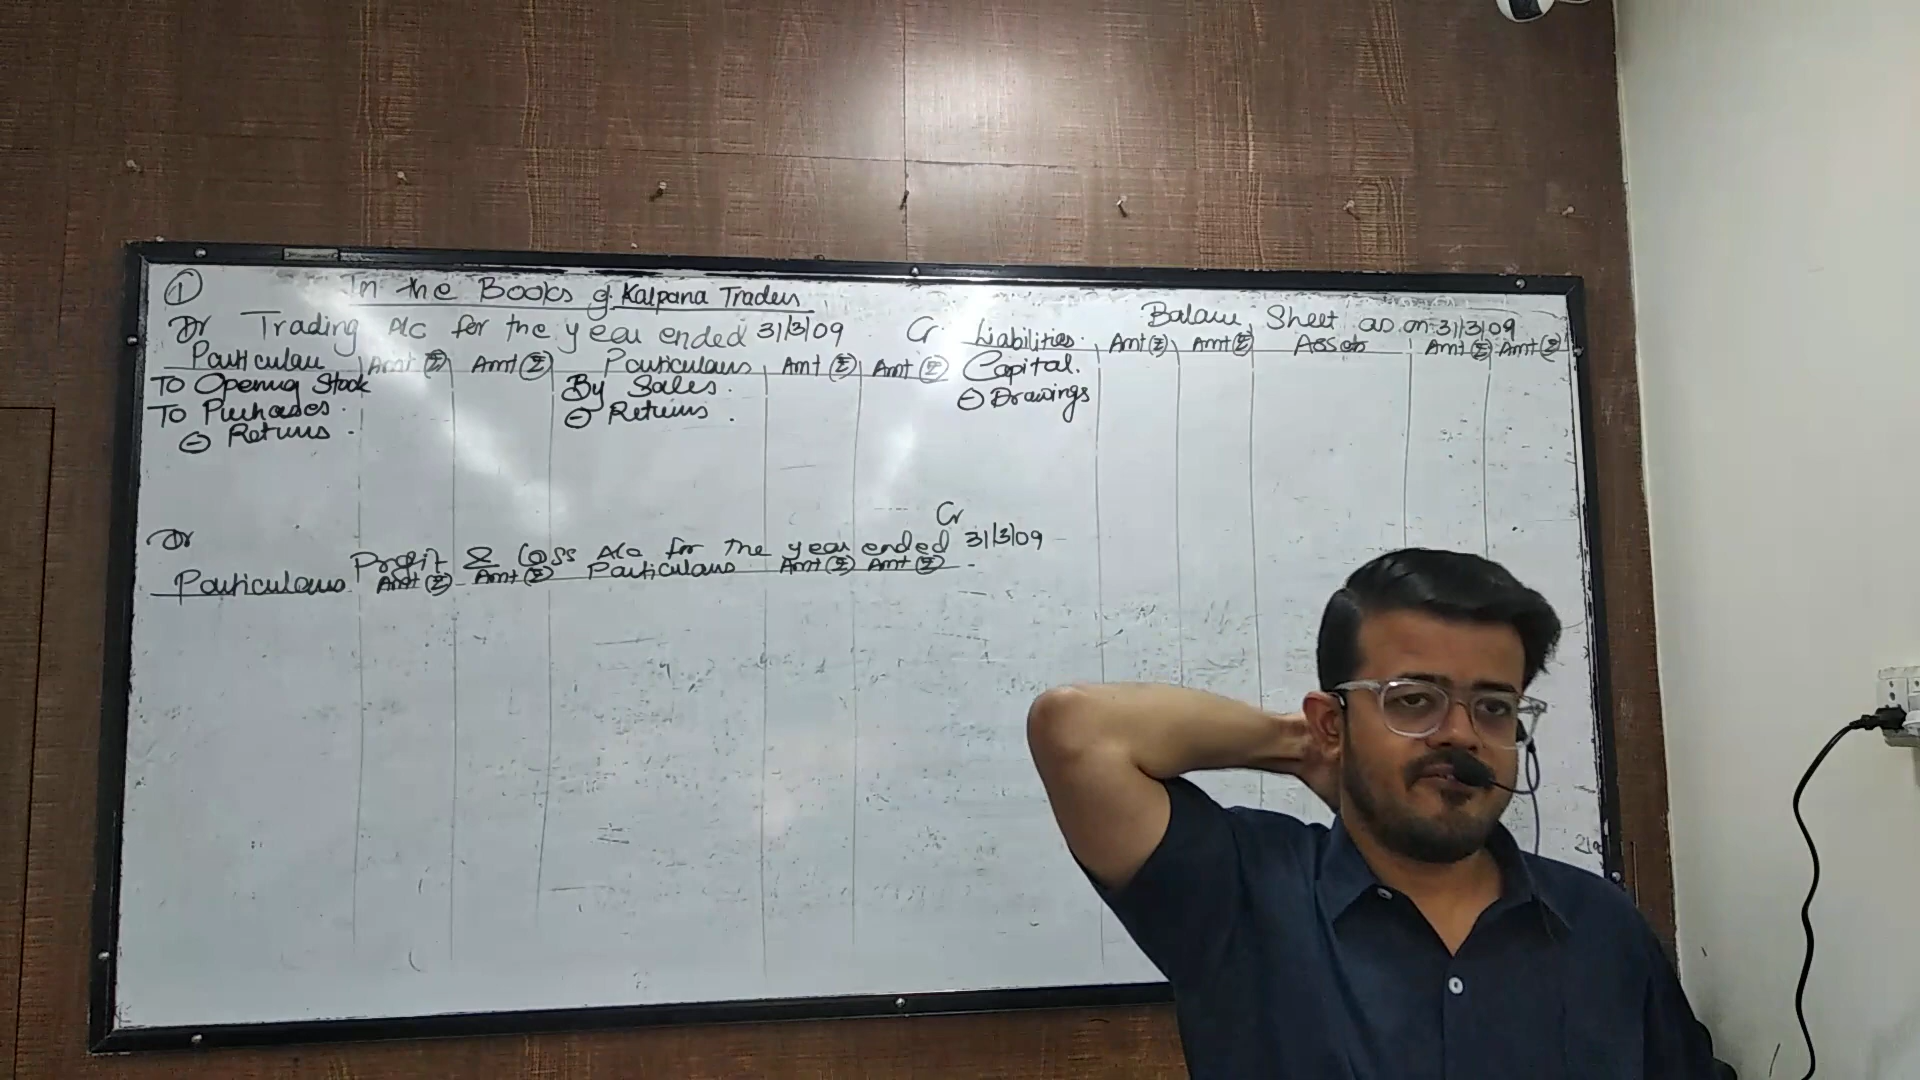 ①
In the Books of Kalpana Traders
Dr Trading A/c for the year ended 31/3/09 Cr
Particulars Amt (₹) Amt (₹) Particulars Amt (₹) Amt (₹)
To Opening Stock By Sales.
To Purchases. ⊖ Returns.
⊖ Returns.
Balance Sheet as on 31/3/09
Liabilities. Amt (₹) Amt (₹) Assets Amt (₹) Amt (₹)
Capital.
⊖ Drawings
Dr Cr
Profit & Loss A/c for the year ended 31/3/09
Particulars Amt (₹) Amt (₹) Particulars Amt (₹) Amt (₹)